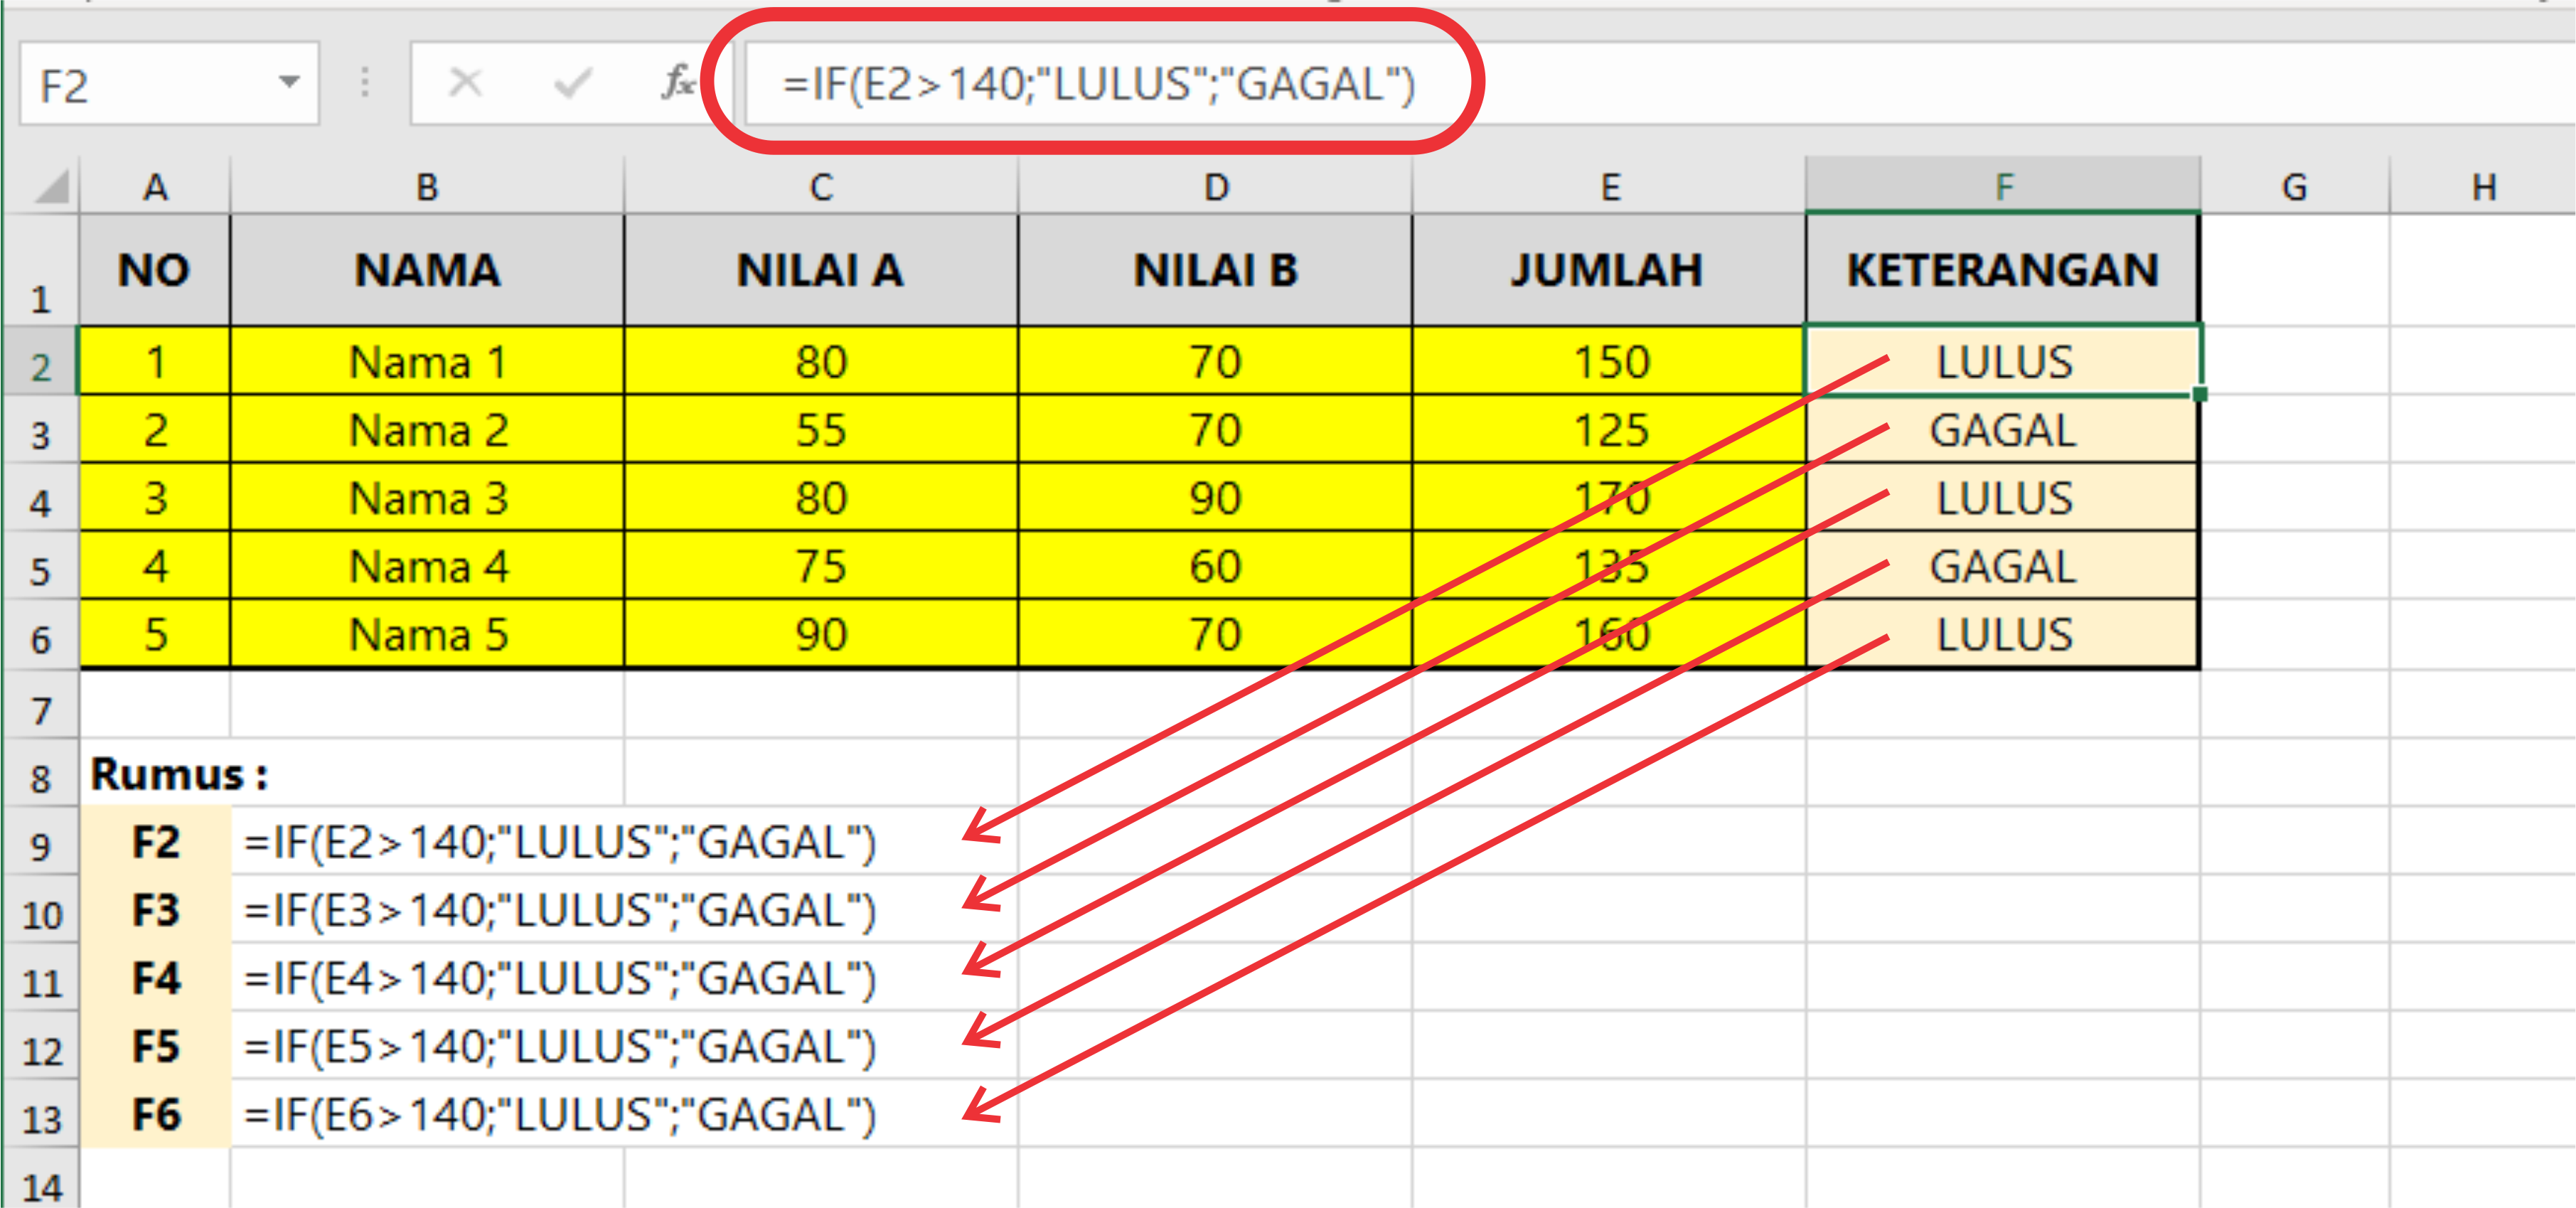 F2 fx =IF(E2>140;"LULUS";"GAGAL")
A B C D E F G H
1 NO NAMA NILAI A NILAI B JUMLAH KETERANGAN
2 1 Nama 1 80 70 150 LULUS
3 2 Nama 2 55 70 125 GAGAL
4 3 Nama 3 80 90 170 LULUS
5 4 Nama 4 75 60 135 GAGAL
6 5 Nama 5 90 70 160 LULUS
7
8 Rumus :
9 F2 =IF(E2>140;"LULUS";"GAGAL")
10 F3 =IF(E3>140;"LULUS";"GAGAL")
11 F4 =IF(E4>140;"LULUS";"GAGAL")
12 F5 =IF(E5>140;"LULUS";"GAGAL")
13 F6 =IF(E6>140;"LULUS";"GAGAL")
14